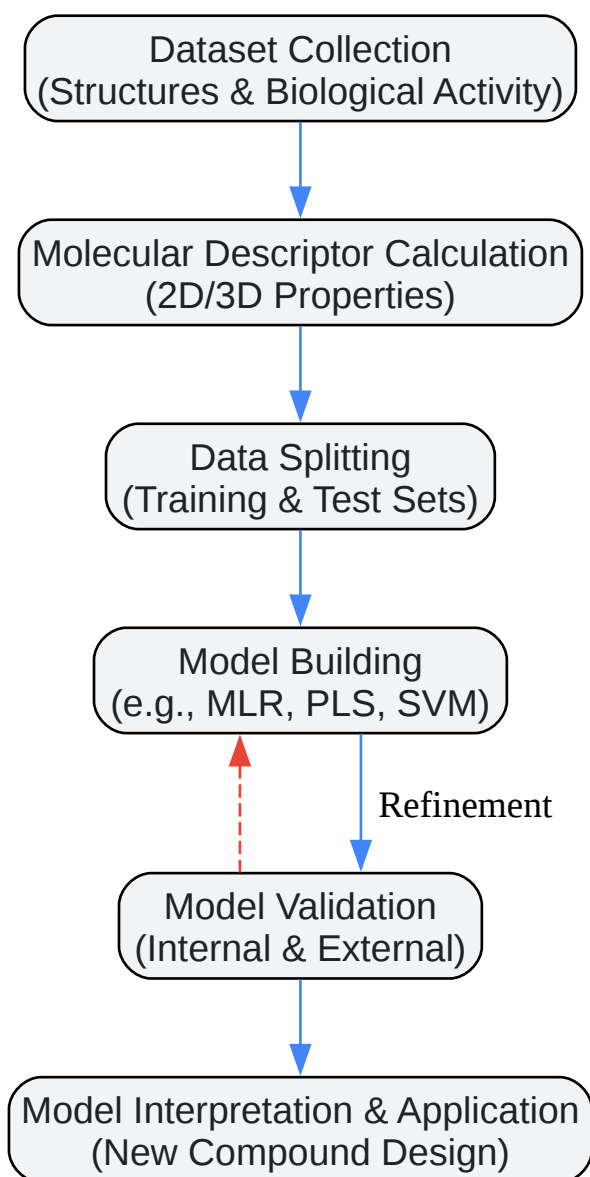 Dataset Collection
(Structures & Biological Activity)
Molecular Descriptor Calculation
(2D/3D Properties)
Data Splitting
(Training & Test Sets)
Model Building
(e.g., MLR, PLS, SVM)
Refinement
Model Validation
(Internal & External)
Model Interpretation & Application
(New Compound Design)